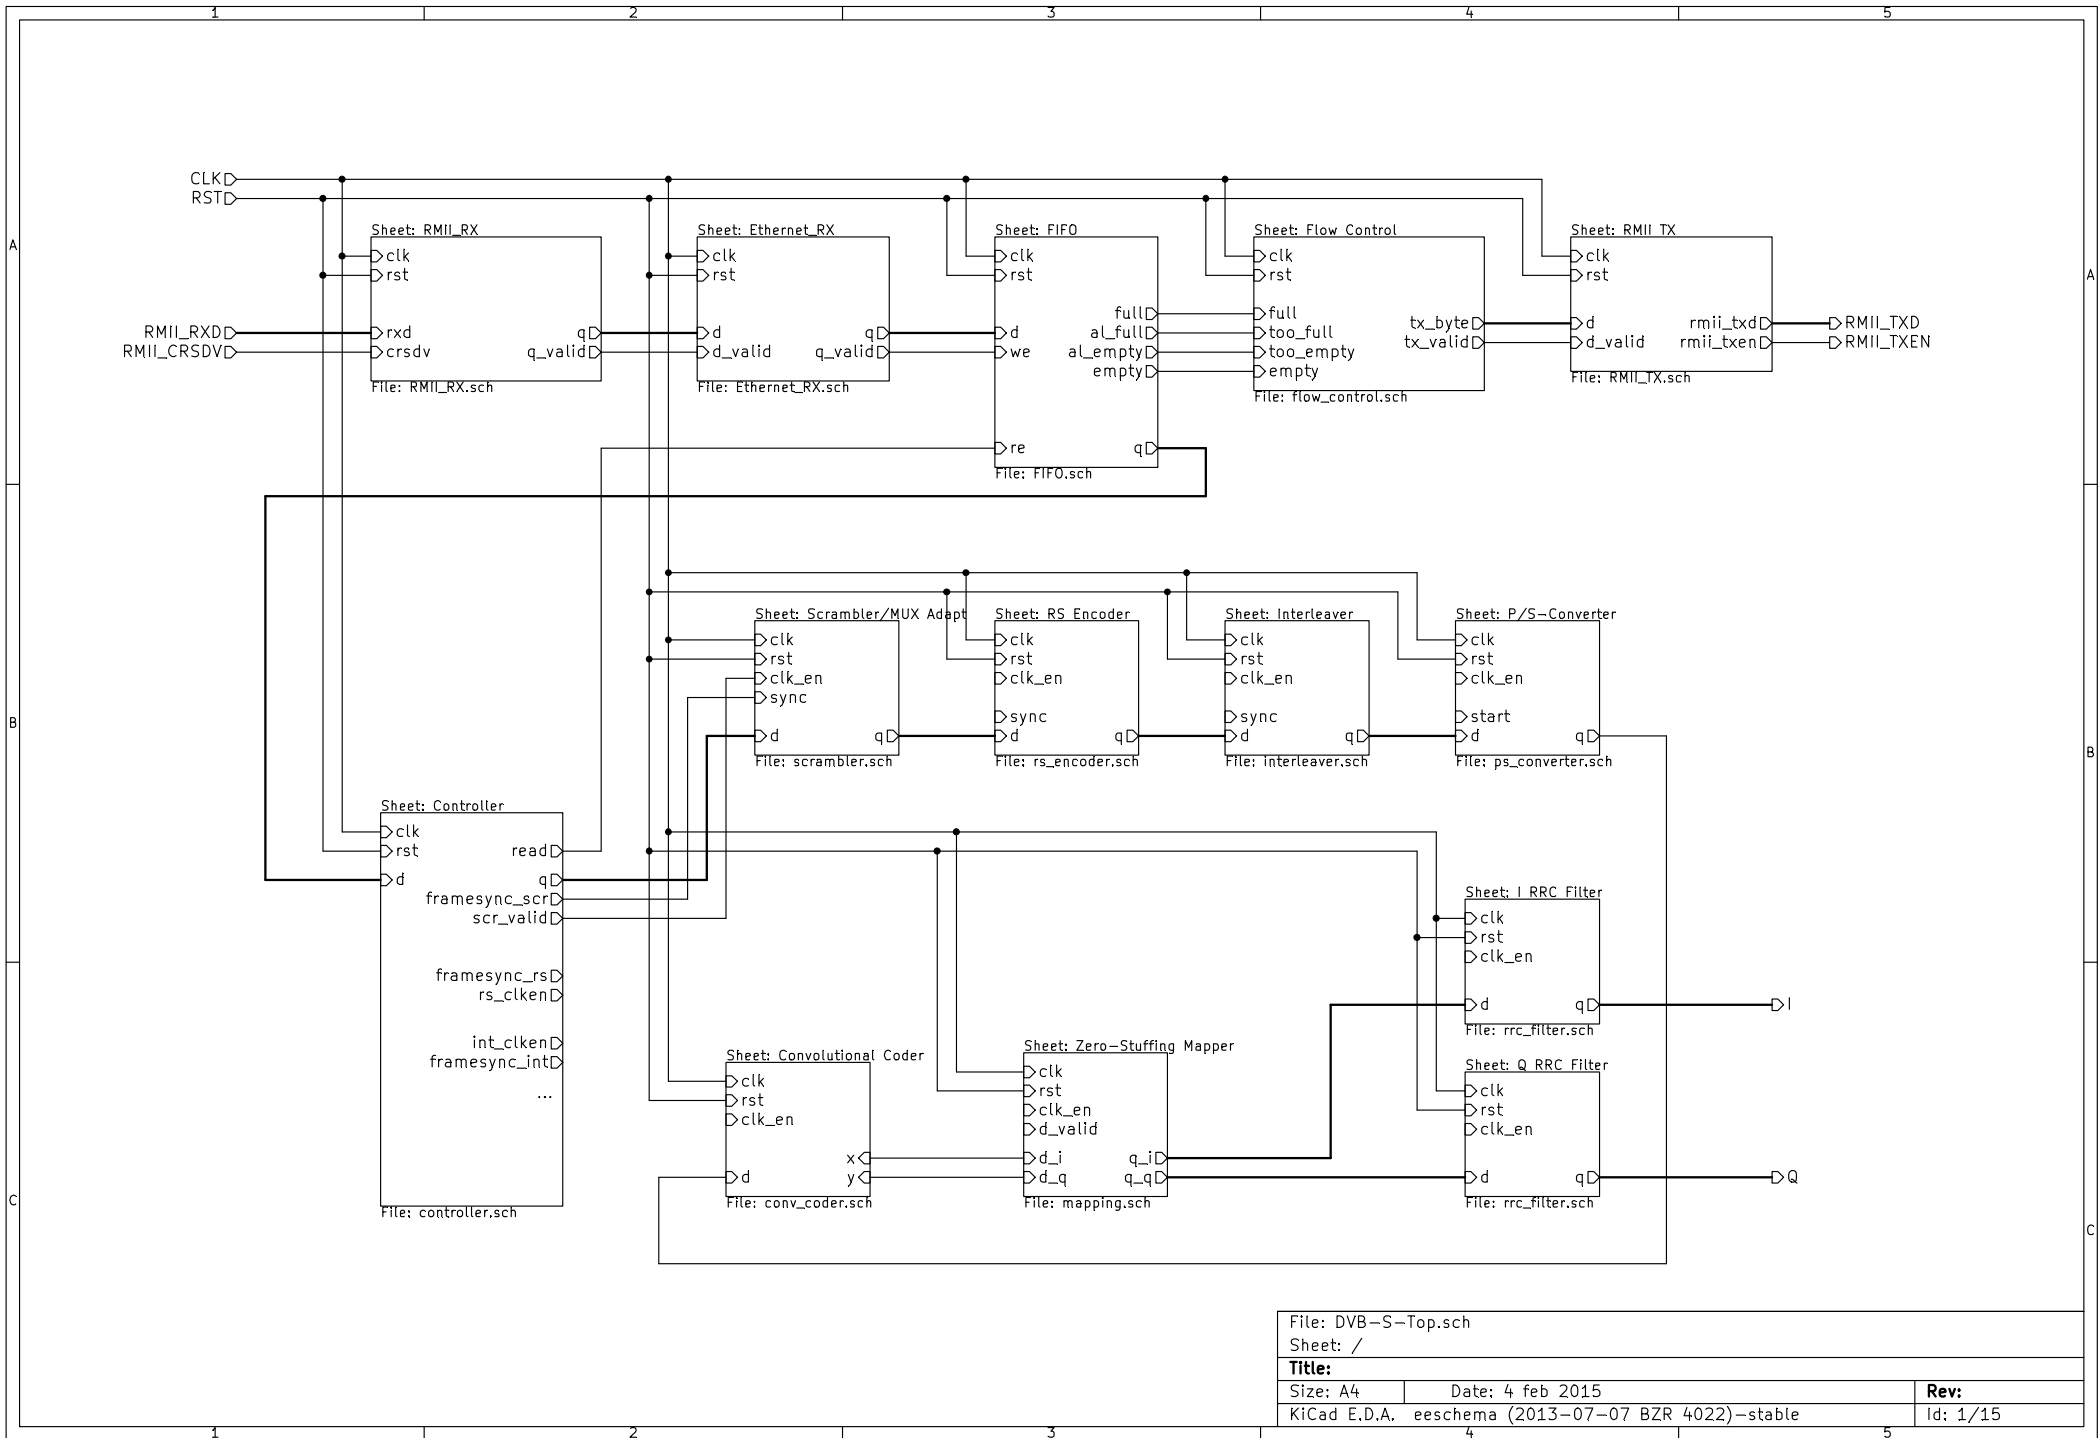 1 2 3 4 5
CLK
RST
A
A
Sheet: RMII_RX
clk
rst
rxd
crsdv
q
q_valid
File: RMII_RX.sch
RMII_RXD
RMII_CRSDV
Sheet: Ethernet_RX
clk
rst
d
d_valid
q
q_valid
File: Ethernet_RX.sch
Sheet: FIFO
clk
rst
full
al_full
al_empty
empty
d
we
re
q
File: FIFO.sch
Sheet: Flow Control
clk
rst
full
too_full
too_empty
empty
tx_byte
tx_valid
File: flow_control.sch
Sheet: RMII TX
clk
rst
d
d_valid
rmii_txd
rmii_txen
File: RMII_TX.sch
RMII_TXD
RMII_TXEN
B
B
Sheet: Scrambler/MUX Adapt
clk
rst
clk_en
sync
d
q
File: scrambler.sch
Sheet: RS Encoder
clk
rst
clk_en
sync
d
q
File: rs_encoder.sch
Sheet: Interleaver
clk
rst
clk_en
sync
d
q
File: interleaver.sch
Sheet: P/S-Converter
clk
rst
clk_en
start
d
q
File: ps_converter.sch
Sheet: Controller
clk
rst
d
read
q
framesync_scr
scr_valid
framesync_rs
rs_clken
int_clken
framesync_int
...
File: controller.sch
C
C
Sheet: Convolutional Coder
clk
rst
clk_en
d
x
y
File: conv_coder.sch
Sheet: Zero-Stuffing Mapper
clk
rst
clk_en
d_valid
d_i
d_q
q_i
q_q
File: mapping.sch
Sheet: I RRC Filter
clk
rst
clk_en
d
q
File: rrc_filter.sch
I
Sheet: Q RRC Filter
clk
rst
clk_en
d
q
File: rrc_filter.sch
Q
File: DVB-S-Top.sch
Sheet: /
Title:
Size: A4 Date: 4 feb 2015 Rev:
KiCad E.D.A. eeschema (2013-07-07 BZR 4022)-stable Id: 1/15
1 2 3 4 5